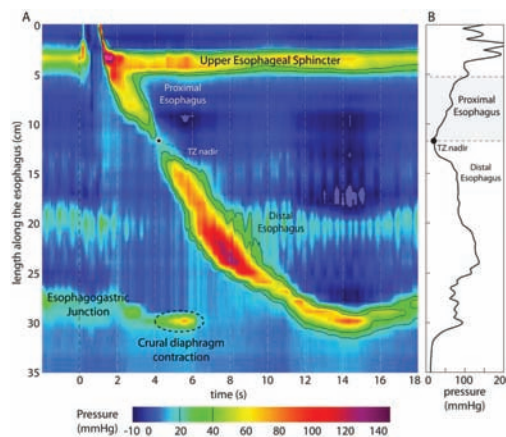 A
B
0
5
10
15
20
25
30
35
length along the esophagus (cm)
Upper Esophageal Sphincter
Proximal
Esophagus
TZ nadir
Distal
Esophagus
Esophagogastric
Junction
Crural diaphragm
contraction
0 2 4 6 8 10 12 14 16 18
time (s)
Proximal
Esophagus
TZ nadir
Distal
Esophagus
0 100 200
pressure
(mmHg)
Pressure
(mmHg)
-10 0 20 40 60 80 100 120 140